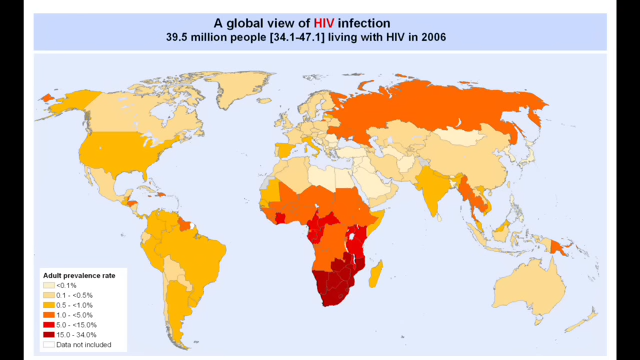 A global view of HIV infection
39.5 million people [34.1-47.1] living with HIV in 2006
Adult prevalence rate
<0.1%
0.1 - <0.5%
0.5 - <1.0%
1.0 - <5.0%
5.0 - <15.0%
15.0 - 34.0%
Data not included